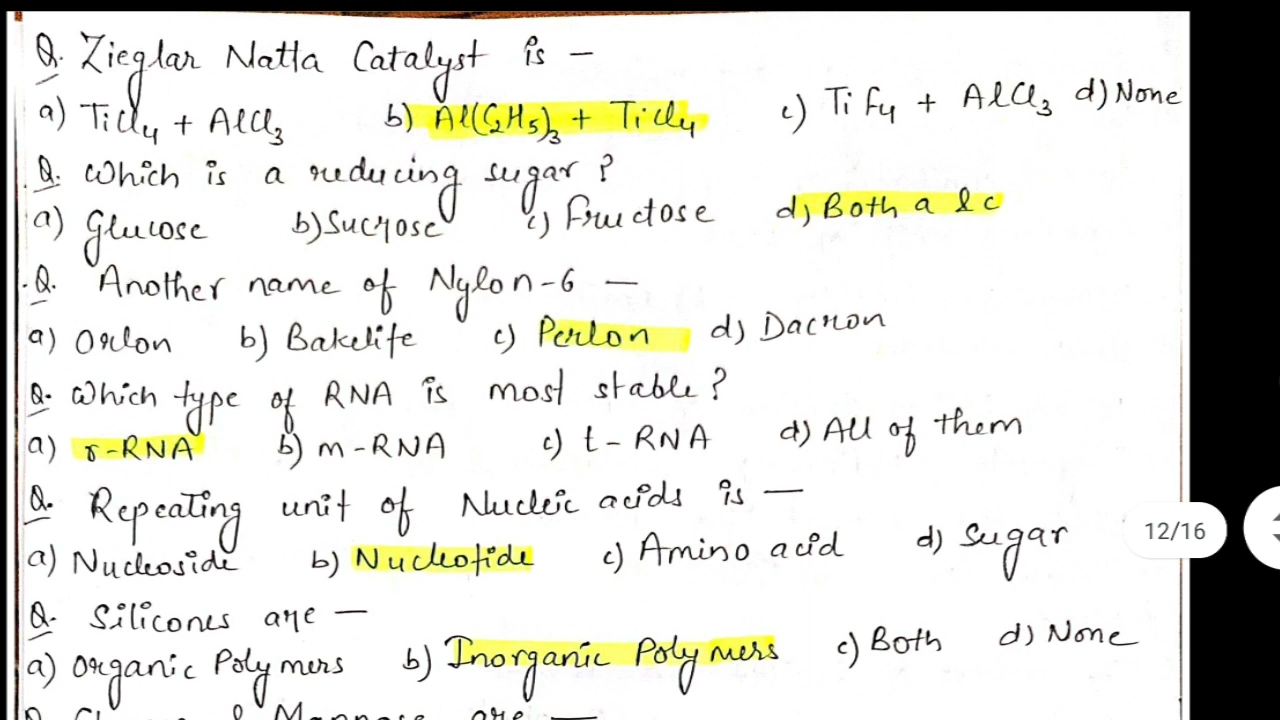 Q. Zieglar Natta Catalyst is –
a) TiCl4 + AlCl3 b) Al(C2H5)3 + TiCl4 c) TiF4 + AlCl3 d) None
Q. Which is a reducing sugar ?
a) Glucose b) Sucrose c) Fructose d) Both a & c
Q. Another name of Nylon-6 —
a) Orlon b) Bakelite c) Perlon d) Dacron
Q. Which type of RNA is most stable ?
a) r-RNA b) m-RNA c) t-RNA d) All of them
Q. Repeating unit of Nucleic acids is —
a) Nucleoside b) Nucleotide c) Amino acid d) Sugar
12/16
Q. Silicones are —
a) Organic Polymers b) Inorganic Polymers c) Both d) None